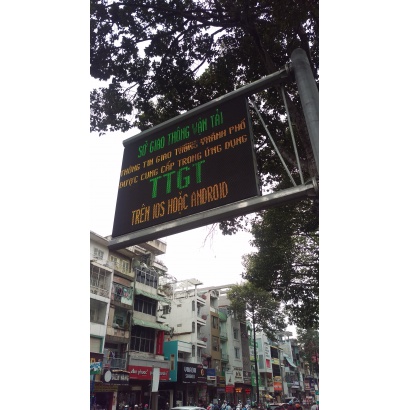 SỞ GIAO THÔNG VẬN TẢI
THÔNG TIN GIAO THÔNG THÀNH PHỐ
ĐƯỢC CUNG CẤP TRONG ỨNG DỤNG
TTGT
TRÊN IOS HOẶC ANDROID